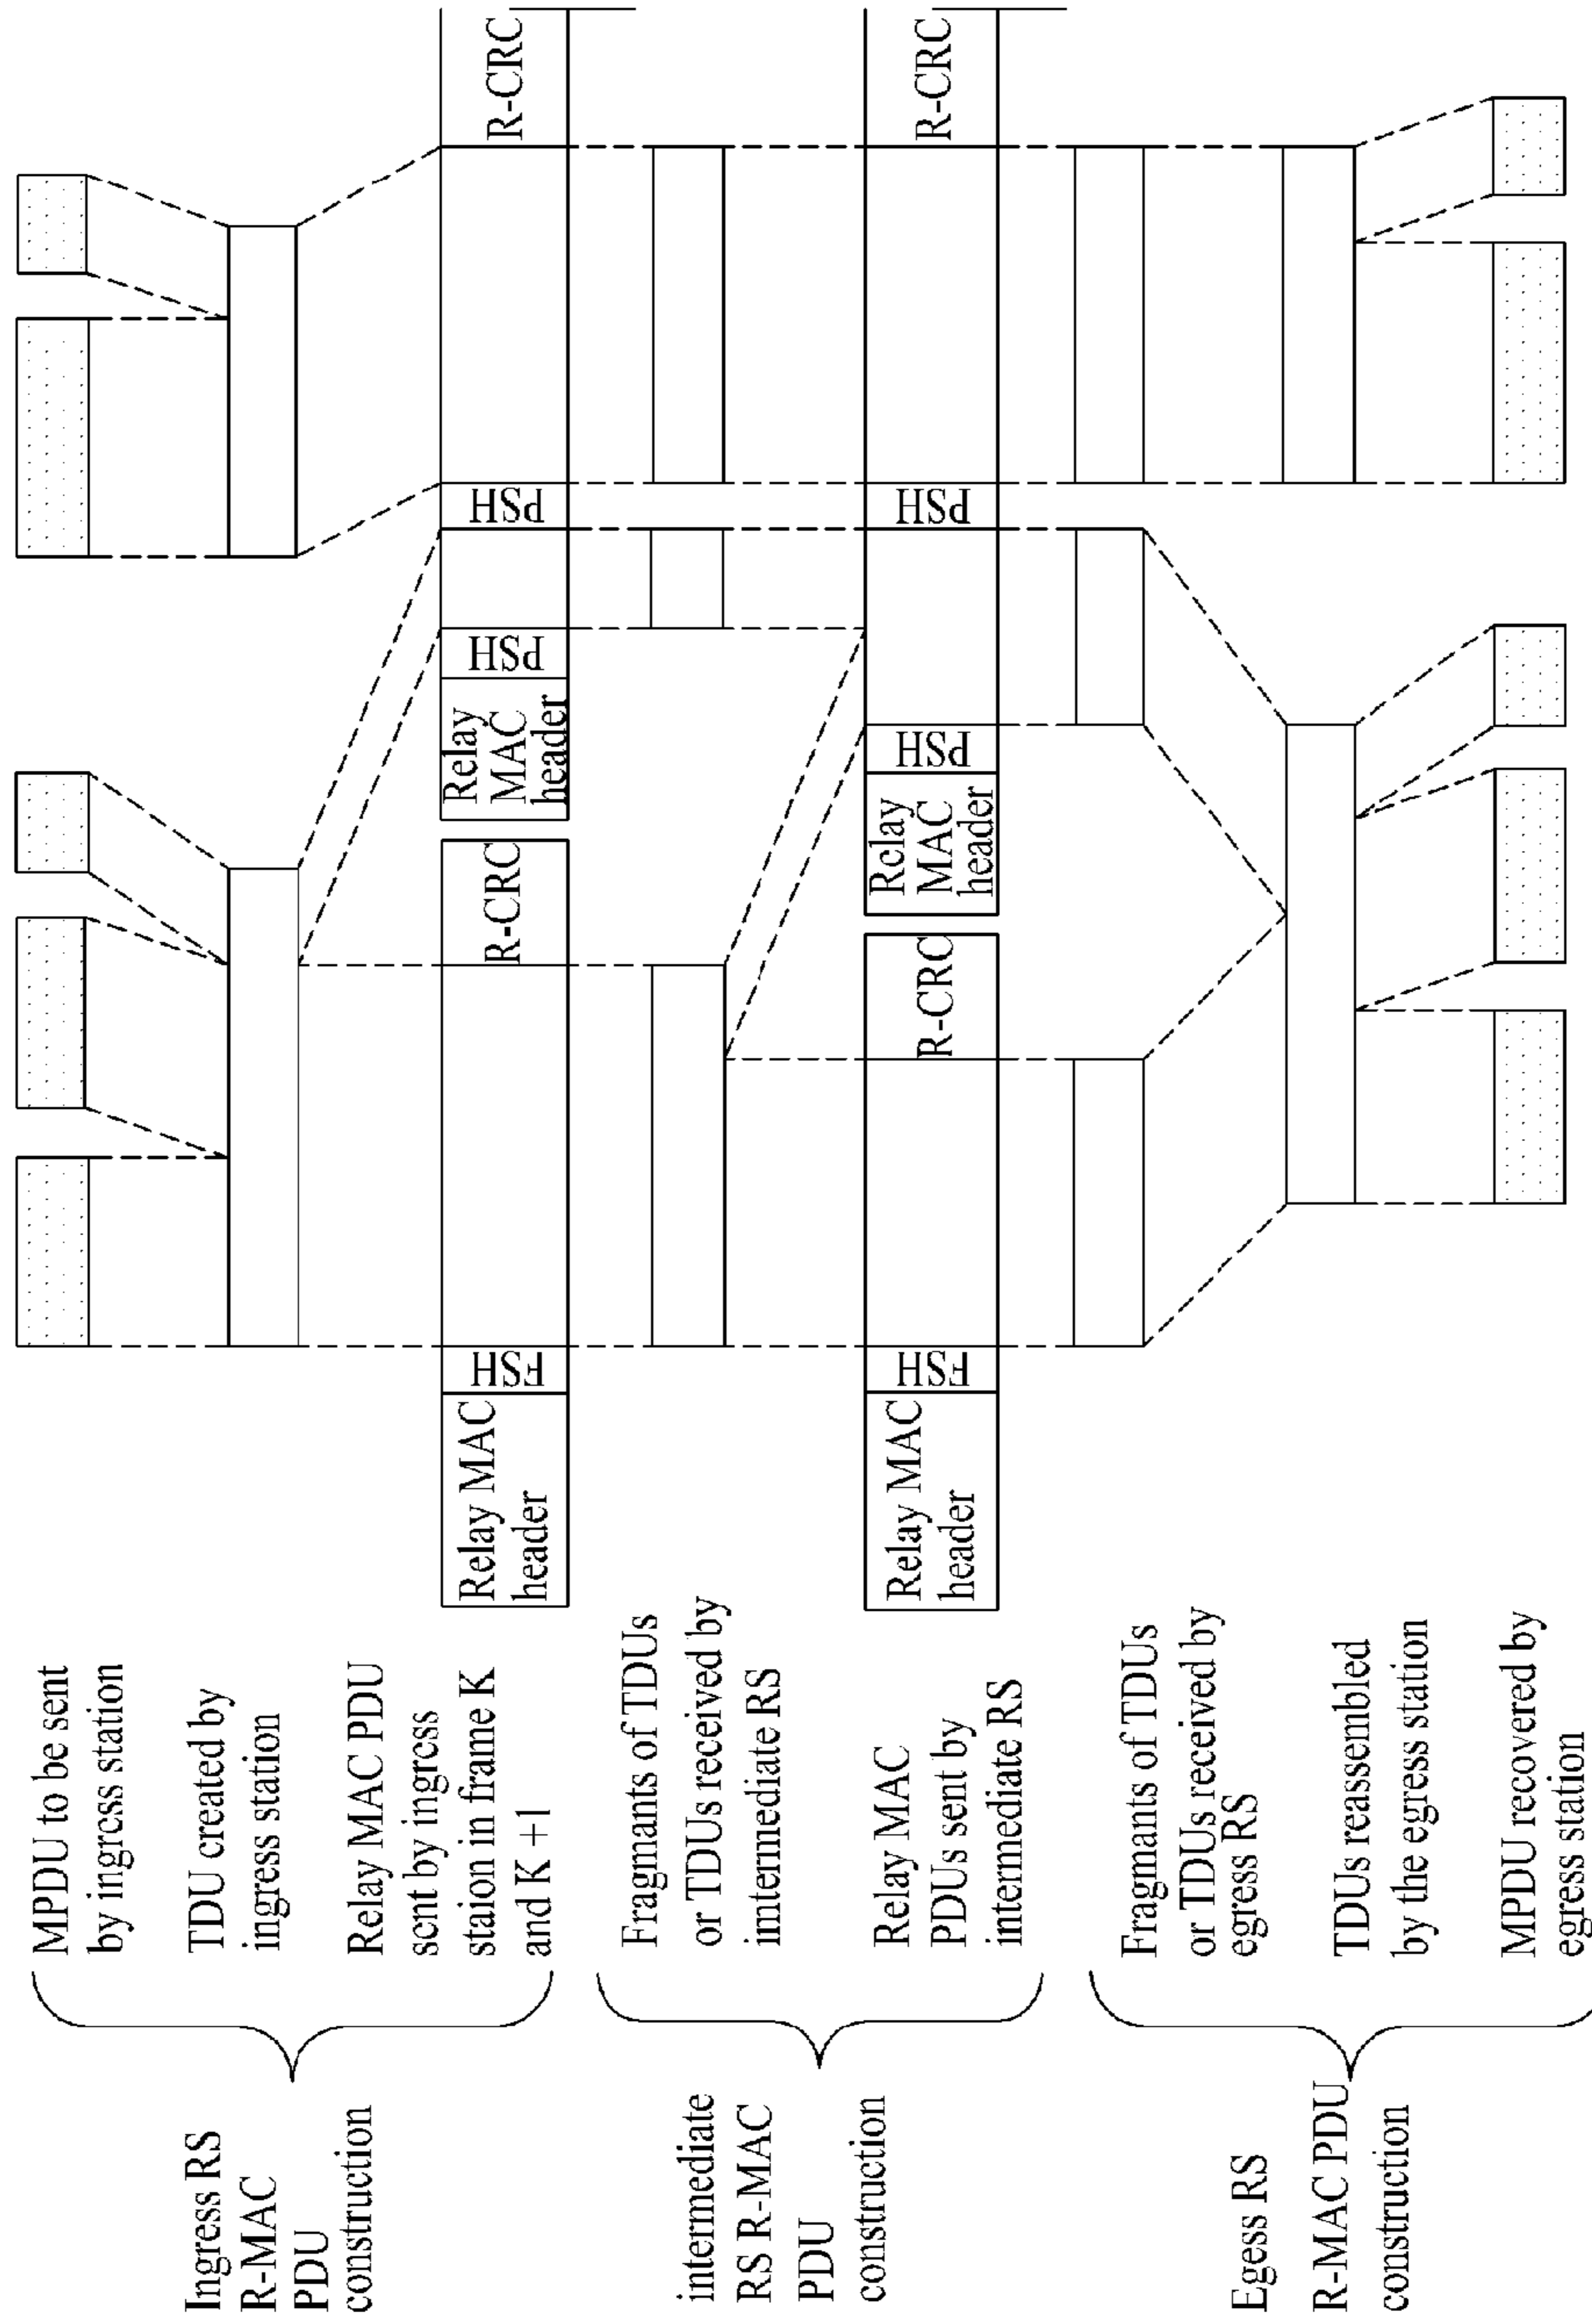 Ingress RS
R-MAC
PDU
construction
MPDU to be sent
by ingress station
TDU created by
ingress station
Relay MAC PDU
sent by ingress
staion in frame K
and K +1
Relay MAC
header
FSH
R-CRC
Relay
MAC
header
PSH
PSH
R-CRC
intermediate
RS R-MAC
PDU
construction
Fragmants of TDUs
or TDUs received by
imtermediate RS
Relay MAC
PDUs sent by
intermediate RS
Relay MAC
header
FSH
R-CRC
Relay
MAC
header
PSH
PSH
R-CRC
Egess RS
R-MAC PDU
construction
Fragmants of TDUs
or TDUs received by
egress RS
TDUs reassembled
by the egress station
MPDU recovered by
egress station